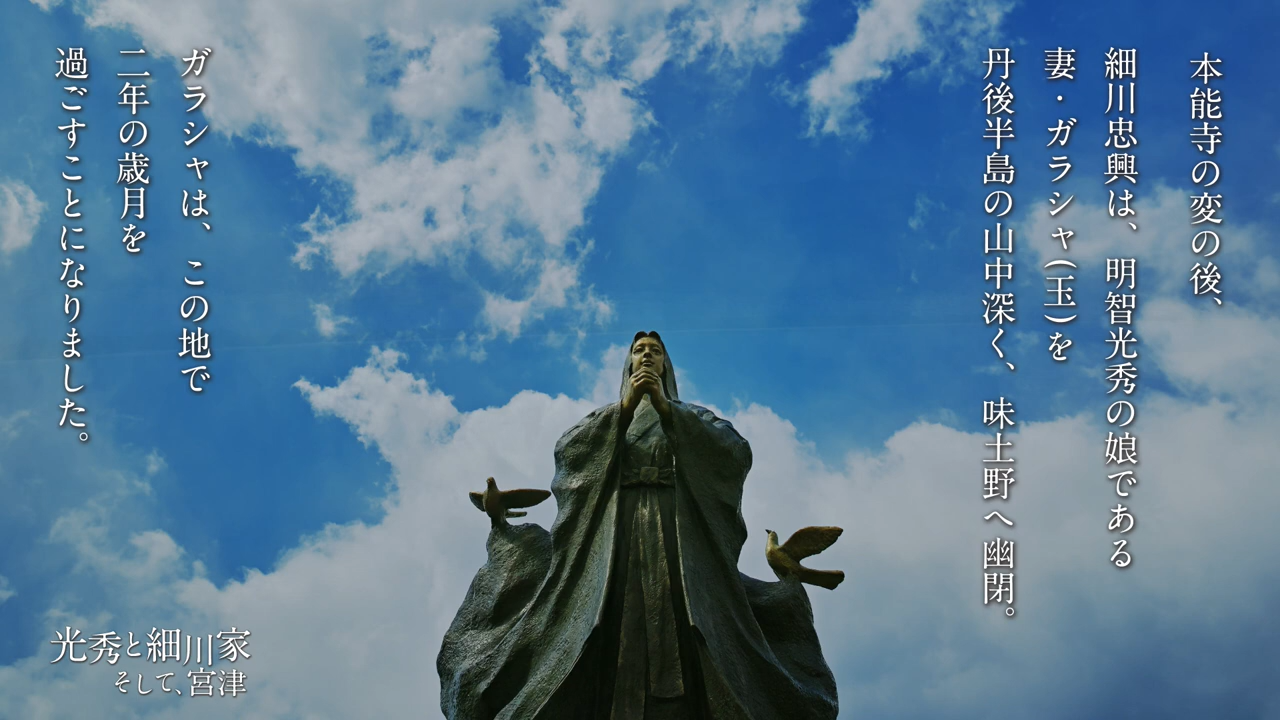 本能寺の変の後、
細川忠興は、明智光秀の娘である
妻・ガラシャ(玉)を
丹後半島の山中深く、味土野へ幽閉。
ガラシャは、この地で
二年の歳月を
過ごすことになりました。
光秀と細川家
そして、宮津